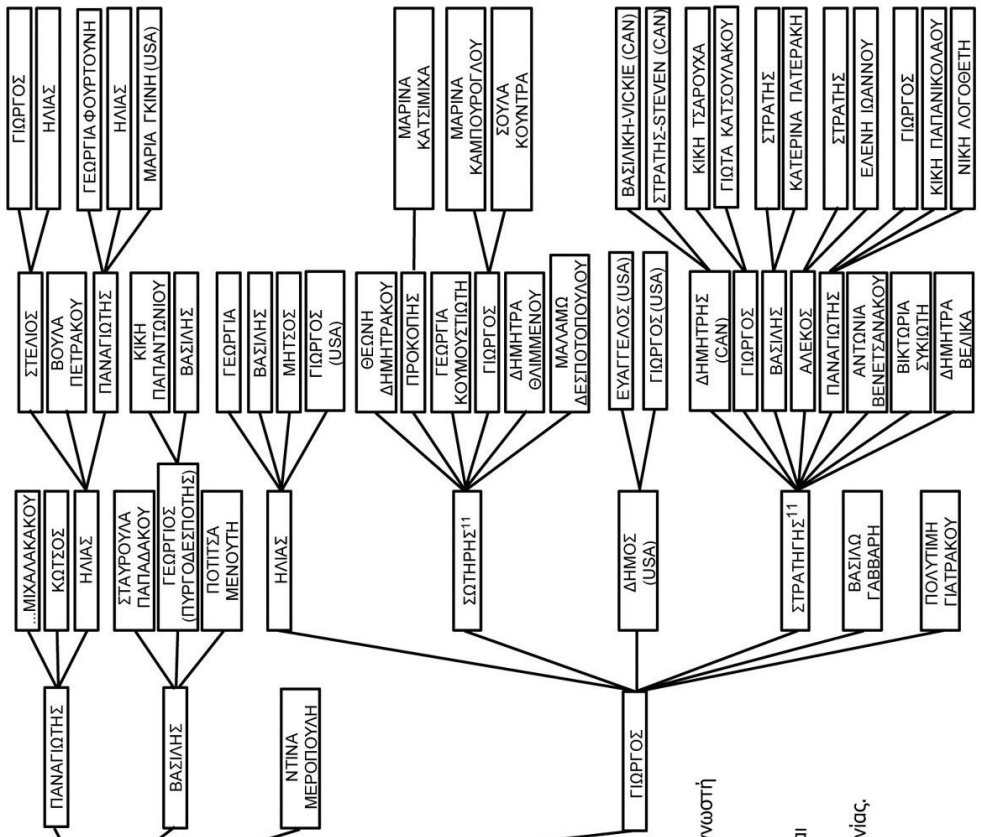 ΓΙΩΡΓΟΣ
ΗΛΙΑΣ
ΓΕΩΡΓΙΑ ΦΟΥΡΤΟΥΝΗ
ΗΛΙΑΣ
ΜΑΡΙΑ ΓΚΙΝΗ (USA)
ΜΑΡΙΝΑ
ΚΑΤΣΙΜΙΧΑ
ΜΑΡΙΝΑ
ΚΑΜΠΟΥΡΟΓΛΟΥ
ΣΟΥΛΑ
ΚΟΥΝΤΡΑ
ΒΑΣΙΛΙΚΗ-VICKIE (CAN)
ΣΤΡΑΤΗΣ-STEVEN (CAN)
ΚΙΚΗ ΤΣΑΡΟΥΧΑ
ΓΙΩΤΑ ΚΑΤΣΟΥΛΑΚΟΥ
ΣΤΡΑΤΗΣ
ΚΑΤΕΡΙΝΑ ΠΑΤΕΡΑΚΗ
ΣΤΡΑΤΗΣ
ΕΛΕΝΗ ΙΩΑΝΝΟΥ
ΓΙΩΡΓΟΣ
ΚΙΚΗ ΠΑΠΑΝΙΚΟΛΑΟΥ
ΝΙΚΗ ΛΟΓΟΘΕΤΗ
ΣΤΕΛΙΟΣ
ΒΟΥΛΑ
ΠΕΤΡΑΚΟΥ
ΠΑΝΑΓΙΩΤΗΣ
ΚΙΚΗ
ΠΑΠΑΝΤΩΝΙΟΥ
ΒΑΣΙΛΗΣ
ΓΕΩΡΓΙΑ
ΒΑΣΙΛΗΣ
ΜΗΤΣΟΣ
ΓΙΩΡΓΟΣ
(USA)
ΘΕΩΝΗ
ΔΗΜΗΤΡΑΚΟΥ
ΠΡΟΚΟΠΗΣ
ΓΕΩΡΓΙΑ
ΚΟΥΜΟΥΣΤΙΩΤΗ
ΓΙΩΡΓΟΣ
ΔΗΜΗΤΡΑ
ΘΛΙΜΜΕΝΟΥ
ΜΑΛΑΜΩ
ΔΕΣΠΟΤΟΠΟΥΛΟΥ
ΕΥΑΓΓΕΛΟΣ (USA)
ΓΙΩΡΓΟΣ (USA)
ΔΗΜΗΤΡΗΣ
(CAN)
ΓΙΩΡΓΟΣ
ΒΑΣΙΛΗΣ
ΑΛΕΚΟΣ
ΠΑΝΑΓΙΩΤΗΣ
ΑΝΤΩΝΙΑ
ΒΕΝΕΤΣΑΝΑΚΟΥ
ΒΙΚΤΩΡΙΑ
ΣΥΚΙΩΤΗ
ΔΗΜΗΤΡΑ
ΒΕΛΙΚΑ
...ΜΙΧΑΛΑΚΑΚΟΥ
ΚΩΤΣΟΣ
ΗΛΙΑΣ
ΣΤΑΥΡΟΥΛΑ
ΠΑΠΑΔΑΚΟΥ
ΓΕΩΡΓΙΟΣ
(ΠΥΡΓΟΔΕΣΠΟΤΗΣ)
ΠΟΤΙΤΣΑ
ΜΕΝΟΥΤΗ
ΗΛΙΑΣ
ΣΩΤΗΡΗΣ¹¹
ΔΗΜΟΣ
(USA)
ΣΤΡΑΤΗΓΗΣ¹¹
ΒΑΣΙΛΩ
ΓΑΒΒΑΡΗ
ΠΟΛΥΤΙΜΗ
ΓΙΑΤΡΑΚΟΥ
ΠΑΝΑΓΙΩΤΗΣ
ΒΑΣΙΛΗΣ
ΝΤΙΝΑ
ΜΕΡΟΠΟΥΛΗ
ΓΙΩΡΓΟΣ